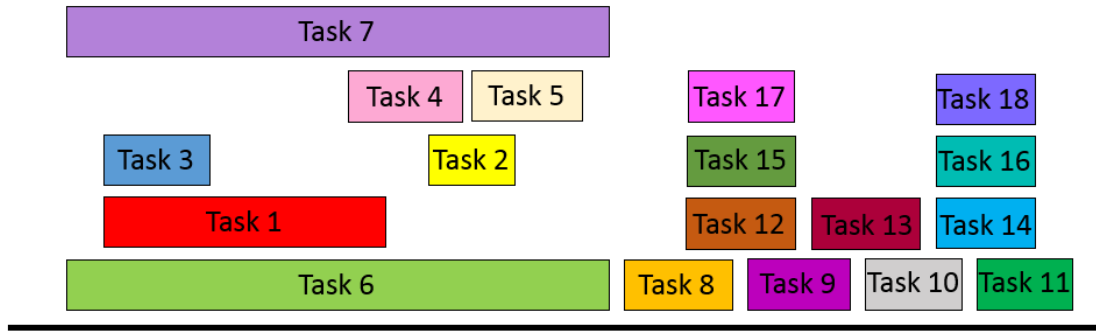 Task 7
Task 4 Task 5 Task 17 Task 18
Task 3 Task 2 Task 15 Task 16
Task 1 Task 12 Task 13 Task 14
Task 6 Task 8 Task 9 Task 10 Task 11